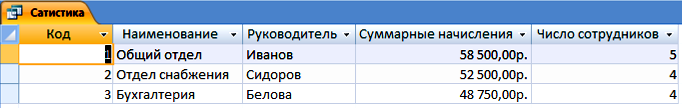 Сатистика
Код Наименование Руководитель Суммарные начисления Число сотрудников
1 Общий отдел Иванов 58 500,00р. 5
2 Отдел снабжения Сидоров 52 500,00р. 4
3 Бухгалтерия Белова 48 750,00р. 4